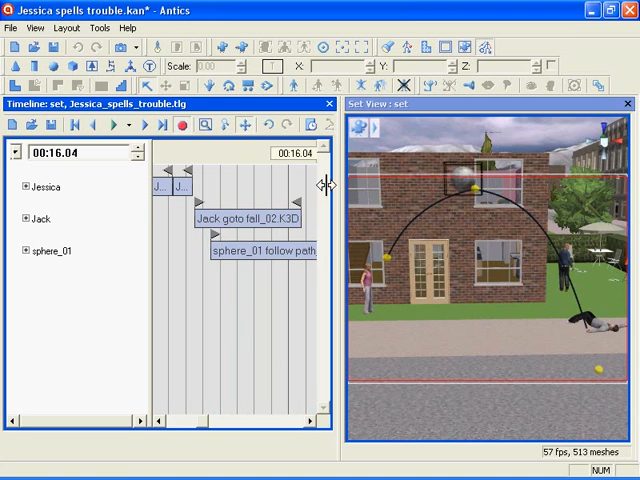 Jessica spells trouble.kan* - Antics
File View Layout Tools Help
Scale: 0.00 T X: Y: Z:
Timeline: set, Jessica_spells_trouble.tlg
Set View : set
00:16.04
00:16.04
Jessica
J...
J...
Jack
Jack goto fall_02.K3D
sphere_01
sphere_01 follow path
57 fps, 513 meshes
NUM